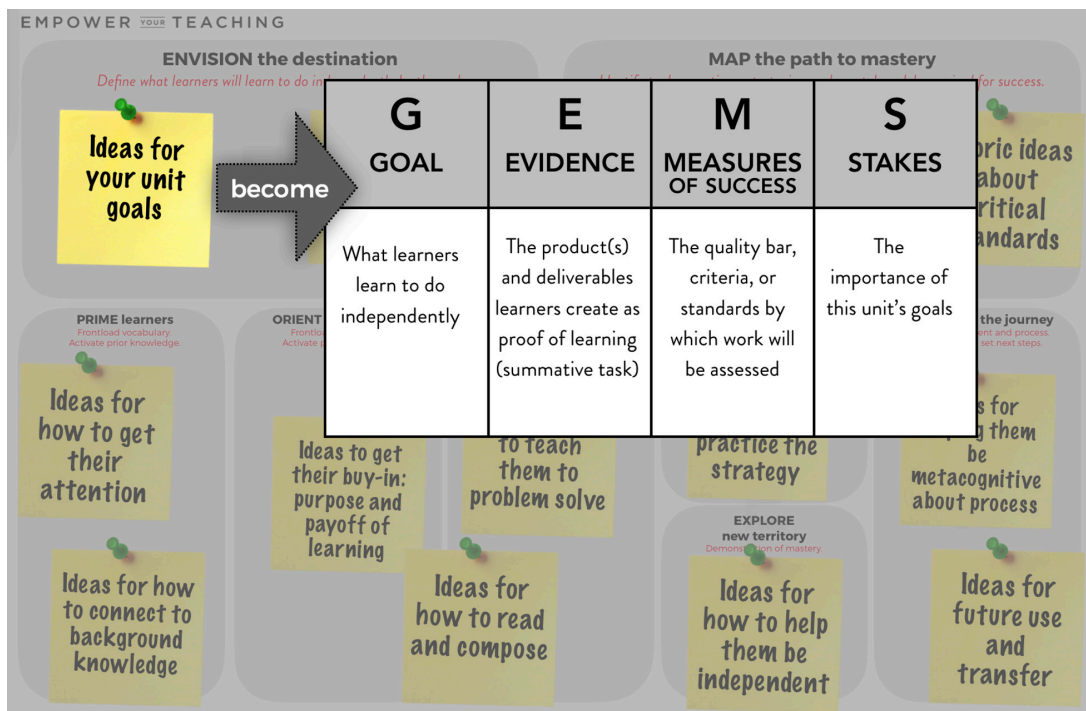 EMPOWER YOUR TEACHING
ENVISION the destination
MAP the path to mastery
Define what learners will learn to do
for success.
Ideas for
your unit
goals
become
G
GOAL
E
EVIDENCE
M
MEASURES
OF SUCCESS
S
STAKES
What learners
learn to do
independently
The product(s)
and deliverables
learners create as
proof of learning
(summative task)
The quality bar,
criteria, or
standards by
which work will
be assessed
The
importance of
this unit's goals
ideas
about
PRIME learners
Frontload vocabulary.
Activate prior knowledge.
Ideas for
how to get
their
attention
Ideas for how
to connect to
background
knowledge
ORIENT
Activate
Ideas to get
their buy-in:
purpose and
payoff of
learning
to teach
them to
problem solve
Ideas for
how to read
and compose
practice the
strategy
EXPLORE
new territory
Demonstration of mastery.
Ideas for
how to help
them be
independent
the journey
and process.
set next steps.
for
them
be
metacognitive
about process
Ideas for
future use
and
transfer